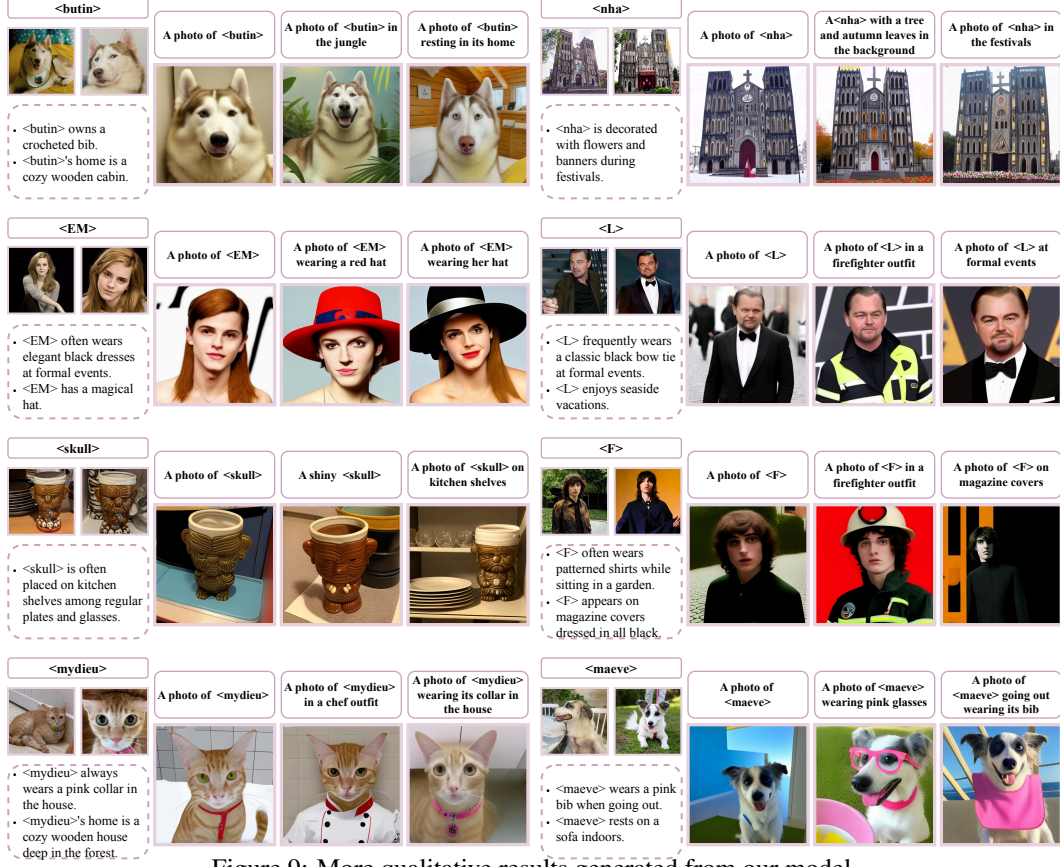 <butin>
A photo of <butin>
A photo of <butin> in
the jungle
A photo of <butin>
resting in its home
• <butin> owns a
crocheted bib.
• <butin>'s home is a
cozy wooden cabin.
<nha>
A photo of <nha>
A<nha> with a tree
and autumn leaves in
the background
A photo of <nha> in
the festivals
• <nha> is decorated
with flowers and
banners during
festivals.
<EM>
A photo of <EM>
A photo of <EM>
wearing a red hat
A photo of <EM>
wearing her hat
• <EM> often wears
elegant black dresses
at formal events.
• <EM> has a magical
hat.
<L>
A photo of <L>
A photo of <L> in a
firefighter outfit
A photo of <L> at
formal events
• <L> frequently wears
a classic black bow tie
at formal events.
• <L> enjoys seaside
vacations.
<skull>
A photo of <skull>
A shiny <skull>
A photo of <skull> on
kitchen shelves
• <skull> is often
placed on kitchen
shelves among regular
plates and glasses.
<F>
A photo of <F>
A photo of <F> in a
firefighter outfit
A photo of <F> on
magazine covers
• <F> often wears
patterned shirts while
sitting in a garden.
• <F> appears on
magazine covers
dressed in all black.
<mydieu>
A photo of <mydieu>
A photo of <mydieu>
in a chef outfit
A photo of <mydieu>
wearing its collar in
the house
• <mydieu> always
wears a pink collar in
the house.
• <mydieu>'s home is a
cozy wooden house
deep in the forest.
<maeve>
A photo of
<maeve>
A photo of <maeve>
wearing pink glasses
A photo of
<maeve> going out
wearing its bib
• <maeve> wears a pink
bib when going out.
• <maeve> rests on a
sofa indoors.
Figure 9: More qualitative results generated from our model